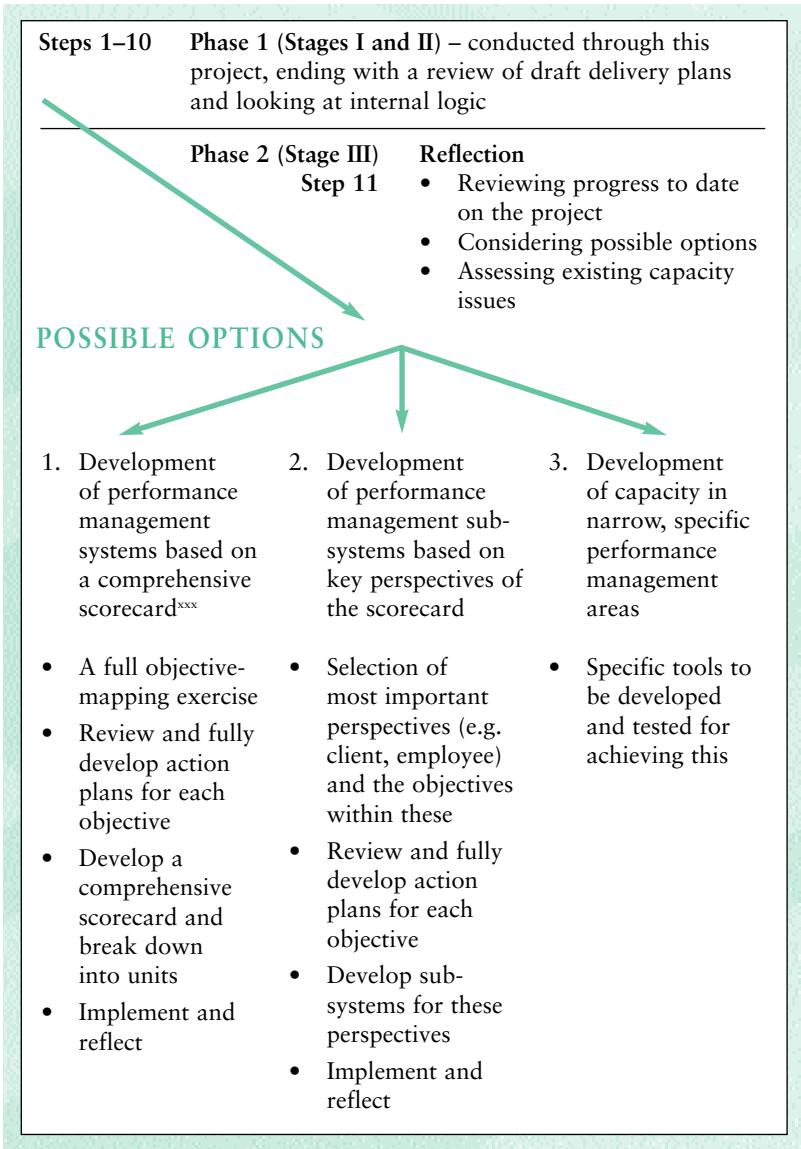 Steps 1–10 Phase 1 (Stages I and II) – conducted through this
project, ending with a review of draft delivery plans
and looking at internal logic
Phase 2 (Stage III) Reflection
Step 11 • Reviewing progress to date
on the project
• Considering possible options
• Assessing existing capacity
issues
POSSIBLE OPTIONS
1. Development
of performance
management
systems based on
a comprehensive
scorecardxxx
• A full objective-
mapping exercise
• Review and fully
develop action
plans for each
objective
• Develop a
comprehensive
scorecard and
break down
into units
• Implement and
reflect
2. Development
of performance
management sub-
systems based on
key perspectives of
the scorecard
• Selection of
most important
perspectives (e.g.
client, employee)
and the objectives
within these
• Review and fully
develop action
plans for each
objective
• Develop sub-
systems for these
perspectives
• Implement and
reflect
3. Development
of capacity in
narrow, specific
performance
management
areas
• Specific tools to
be developed
and tested for
achieving this